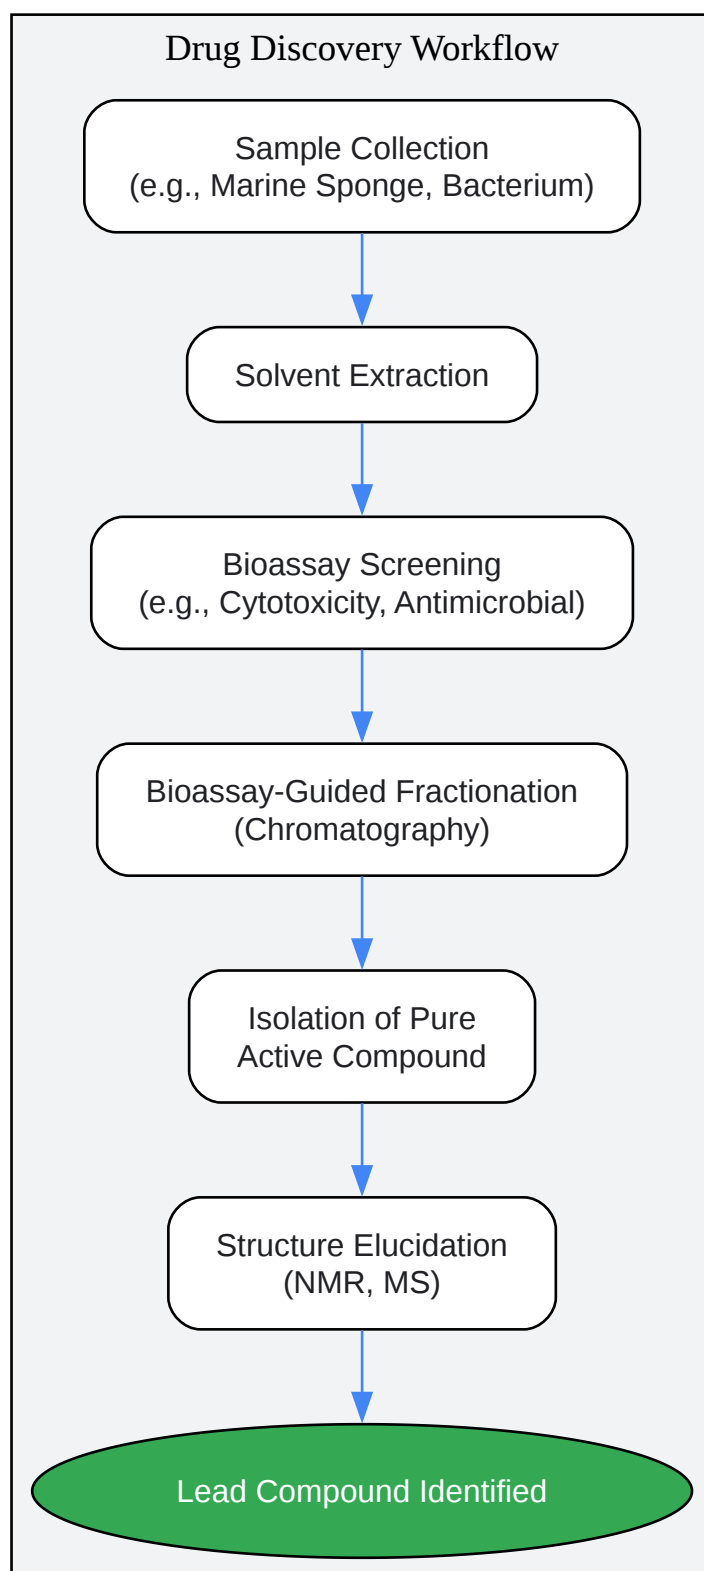 Drug Discovery Workflow
Sample Collection
(e.g., Marine Sponge, Bacterium)
Solvent Extraction
Bioassay Screening
(e.g., Cytotoxicity, Antimicrobial)
Bioassay-Guided Fractionation
(Chromatography)
Isolation of Pure
Active Compound
Structure Elucidation
(NMR, MS)
Lead Compound Identified